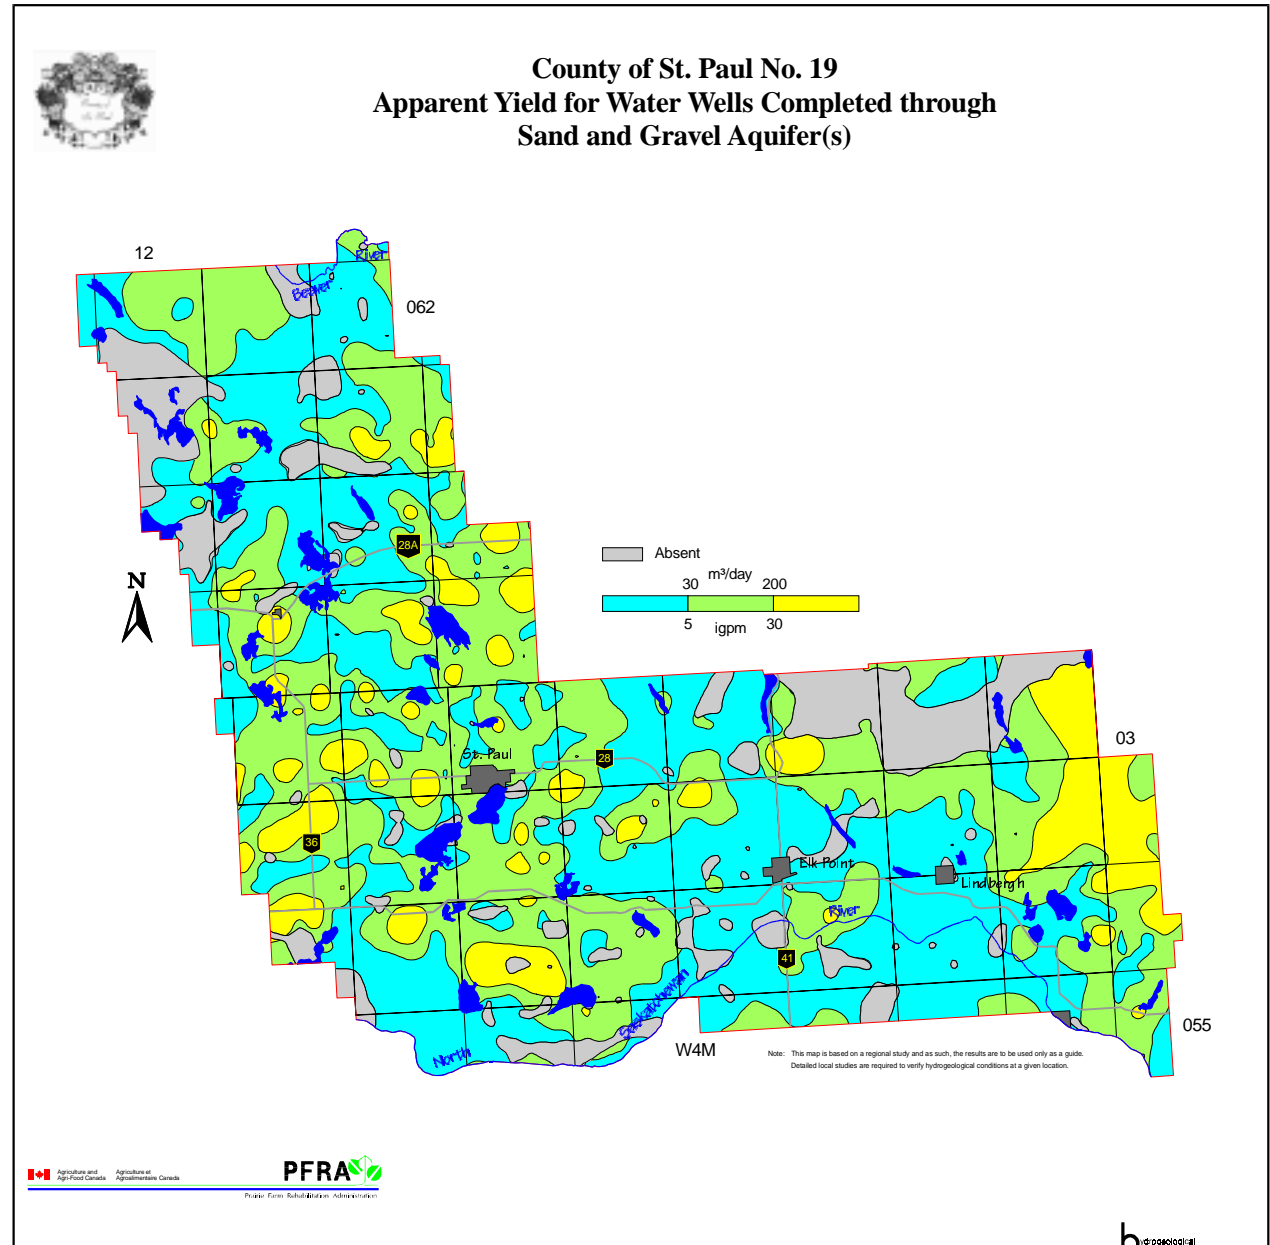 County of St. Paul No. 19
Apparent Yield for Water Wells Completed through
Sand and Gravel Aquifer(s)
12
River
Beaver
062
28A
Absent
m³/day
30 200
5 igpm 30
N
03
St. Paul
28
36
Elk Point
Lindbergh
River
41
Saskatchewan
North
W4M
055
Note: This map is based on a regional study and as such, the results are to be used only as a guide.
Detailed local studies are required to verify hydrogeological conditions at a given location.
Agriculture and Agriculture et
Agri-Food Canada Agroalimentaire Canada
PFRA
Prairie Farm Rehabilitation Administration
hydrogeological